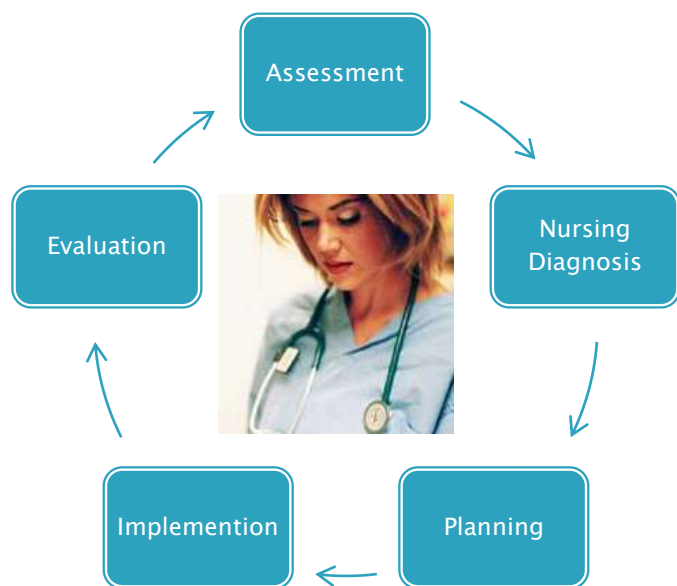 Assessment
Nursing
Diagnosis
Planning
Implemention
Evaluation